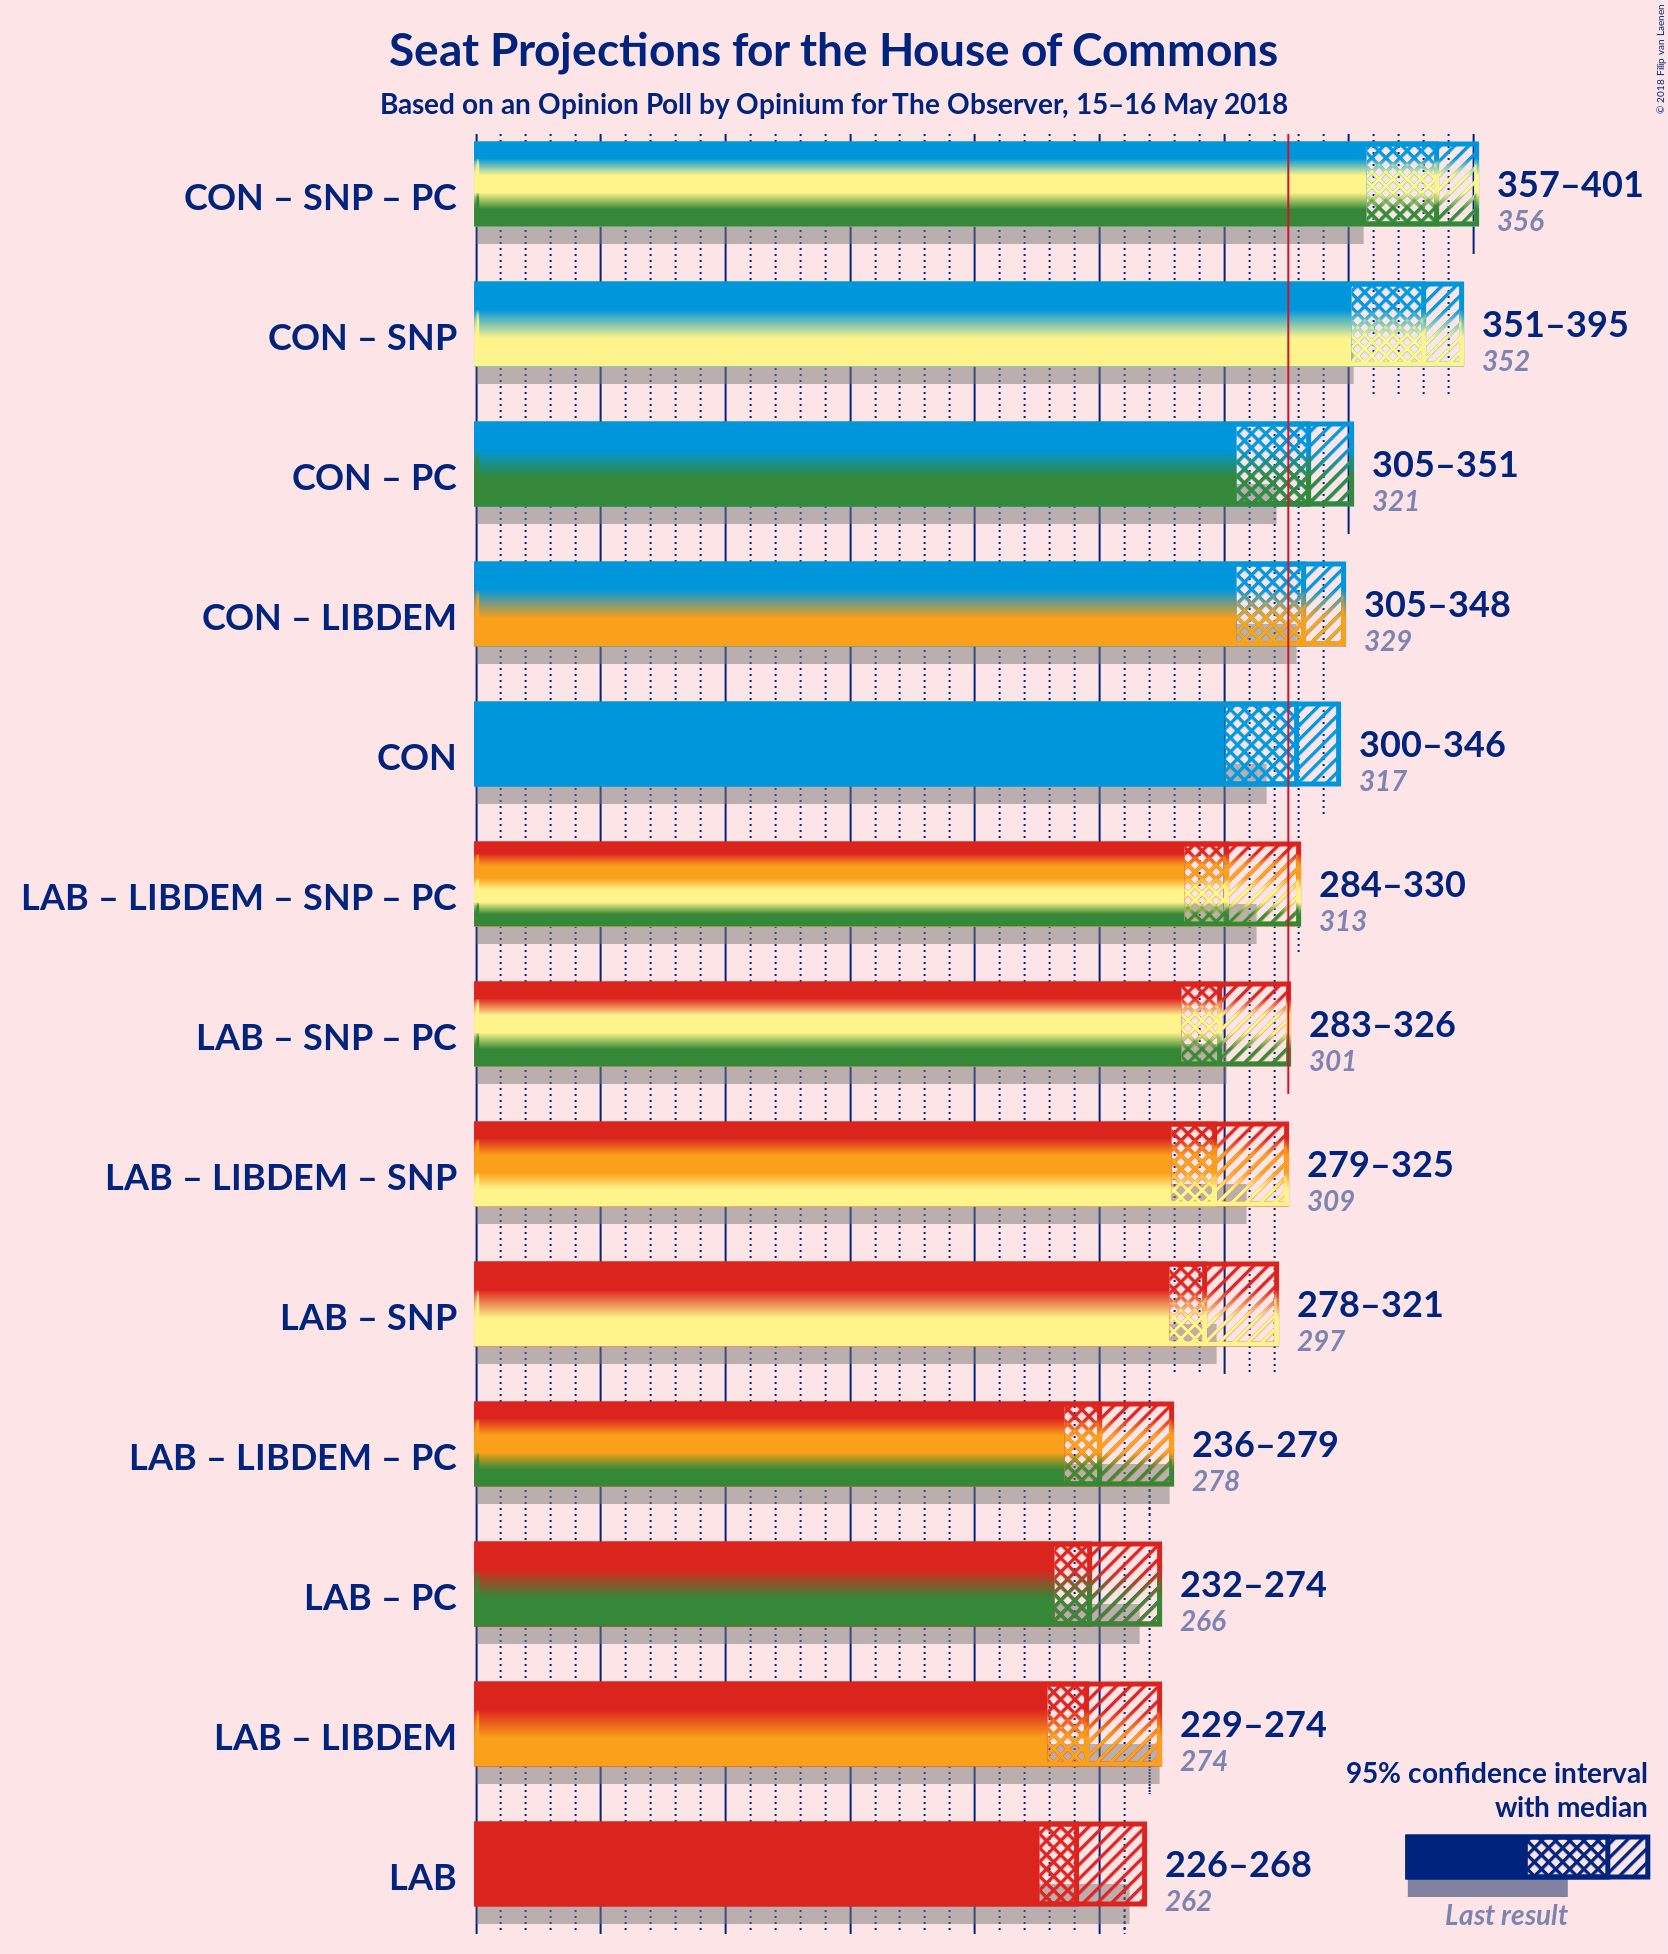 Seat Projections for the House of Commons
Based on an Opinion Poll by Opinium for The Observer, 15–16 May 2018
© 2018 Filip van Laenen
CON – SNP – PC
357–401
356
CON – SNP
351–395
352
CON – PC
305–351
321
CON – LIBDEM
305–348
329
CON
300–346
317
LAB – LIBDEM – SNP – PC
284–330
313
LAB – SNP – PC
283–326
301
LAB – LIBDEM – SNP
279–325
309
LAB – SNP
278–321
297
LAB – LIBDEM – PC
236–279
278
LAB – PC
232–274
266
LAB – LIBDEM
229–274
274
LAB
226–268
262
95% confidence interval
with median
Last result